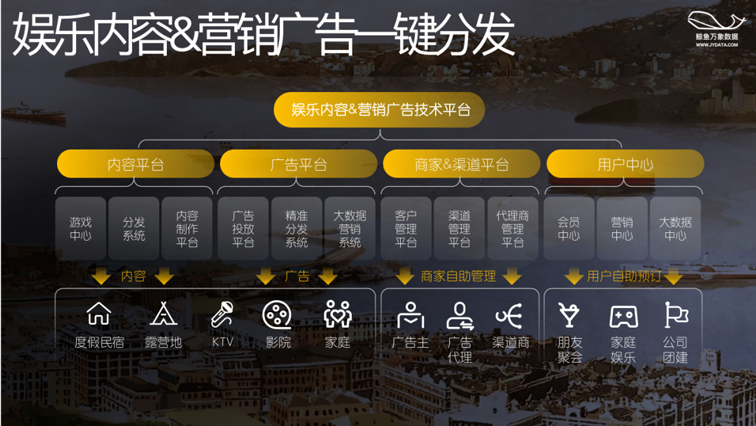 娱乐内容&营销广告一键分发
鲸鱼万象数据
WWW.JYDATA.COM
娱乐内容&营销广告技术平台
内容平台
广告平台
商家&渠道平台
用户中心
游戏
中心
分发
系统
内容
制作
平台
广告
投放
平台
精准
分发
系统
大数据
营销
系统
客户
管理
平台
渠道
管理
平台
代理商
管理
平台
会员
中心
营销
中心
大数据
中心
内容
广告
商家自助管理
用户自助预订
度假民宿
露营地
KTV
影院
家庭
广告主
广告
代理
渠道商
朋友
聚会
家庭
娱乐
公司
团建